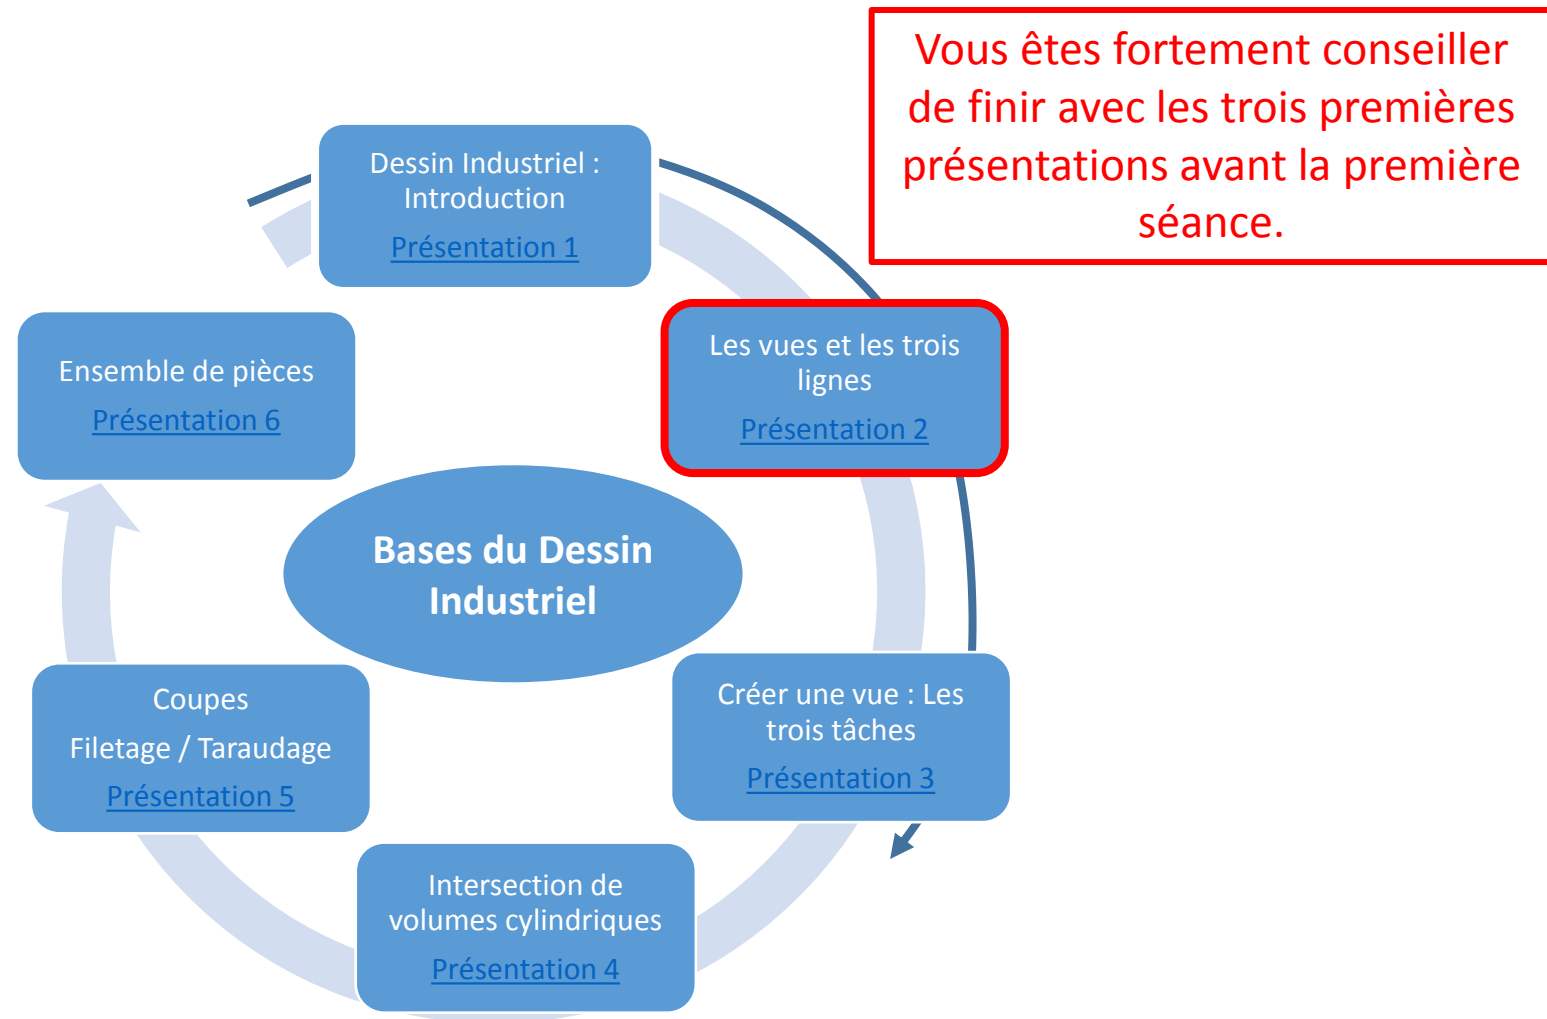 Vous êtes fortement conseiller
de finir avec les trois premières
présentations avant la première
séance.
Dessin Industriel :
Introduction
Présentation 1
Les vues et les trois
lignes
Présentation 2
Créer une vue : Les
trois tâches
Présentation 3
Intersection de
volumes cylindriques
Présentation 4
Coupes
Filetage / Taraudage
Présentation 5
Ensemble de pièces
Présentation 6
Bases du Dessin
Industriel